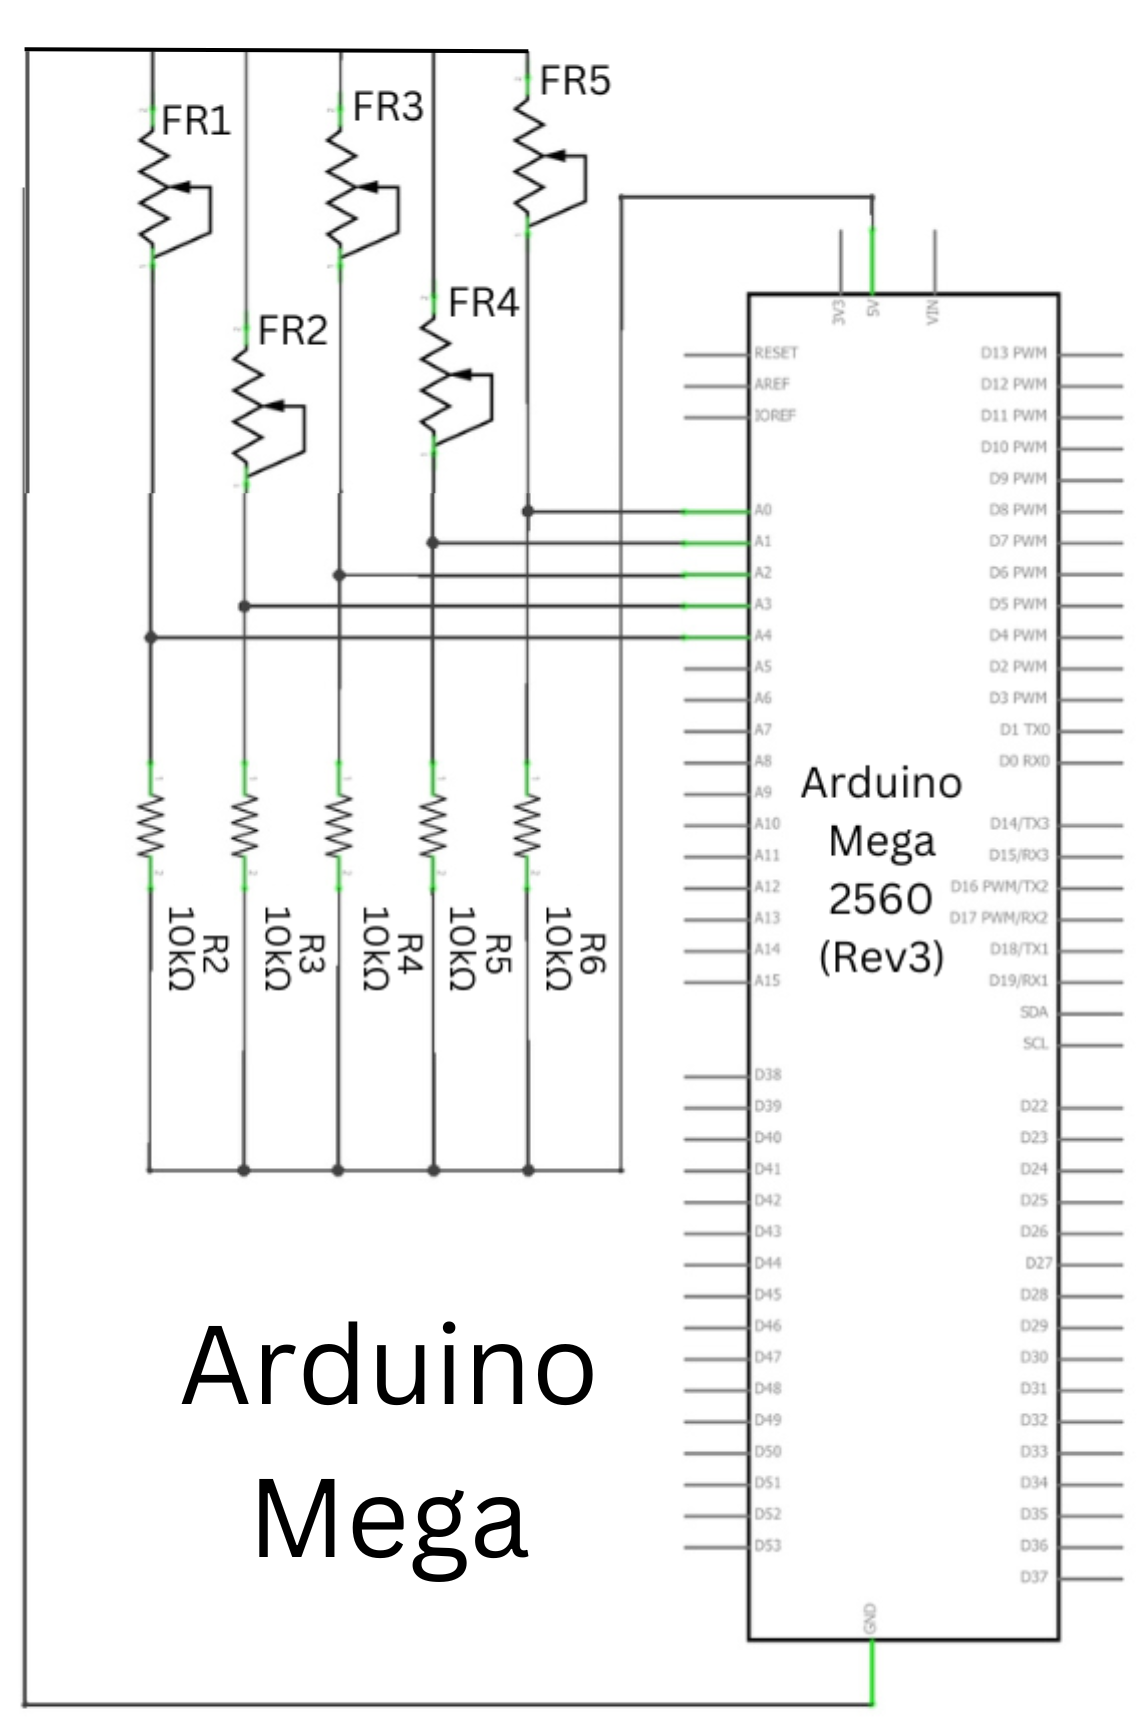 FR5
FR3
FR1
FR4
FR2
3V3
5V
VIN
RESET
AREF
IOREF
A0
A1
A2
A3
A4
A5
A6
A7
A8
A9
A10
A11
A12
A13
A14
A15
D38
D39
D40
D41
D42
D43
D44
D45
D46
D47
D48
D49
D50
D51
D52
D53
D13 PWM
D12 PWM
D11 PWM
D10 PWM
D9 PWM
D8 PWM
D7 PWM
D6 PWM
D5 PWM
D4 PWM
D2 PWM
D3 PWM
D1 TX0
D0 RX0
D14/TX3
D15/RX3
D16 PWM/TX2
D17 PWM/RX2
D18/TX1
D19/RX1
SDA
SCL
D22
D23
D24
D25
D26
D27
D28
D29
D30
D31
D32
D33
D34
D35
D36
D37
GND
Arduino
Mega
2560
(Rev3)
R2
10kΩ
R3
10kΩ
R4
10kΩ
R5
10kΩ
R6
10kΩ
Arduino
Mega